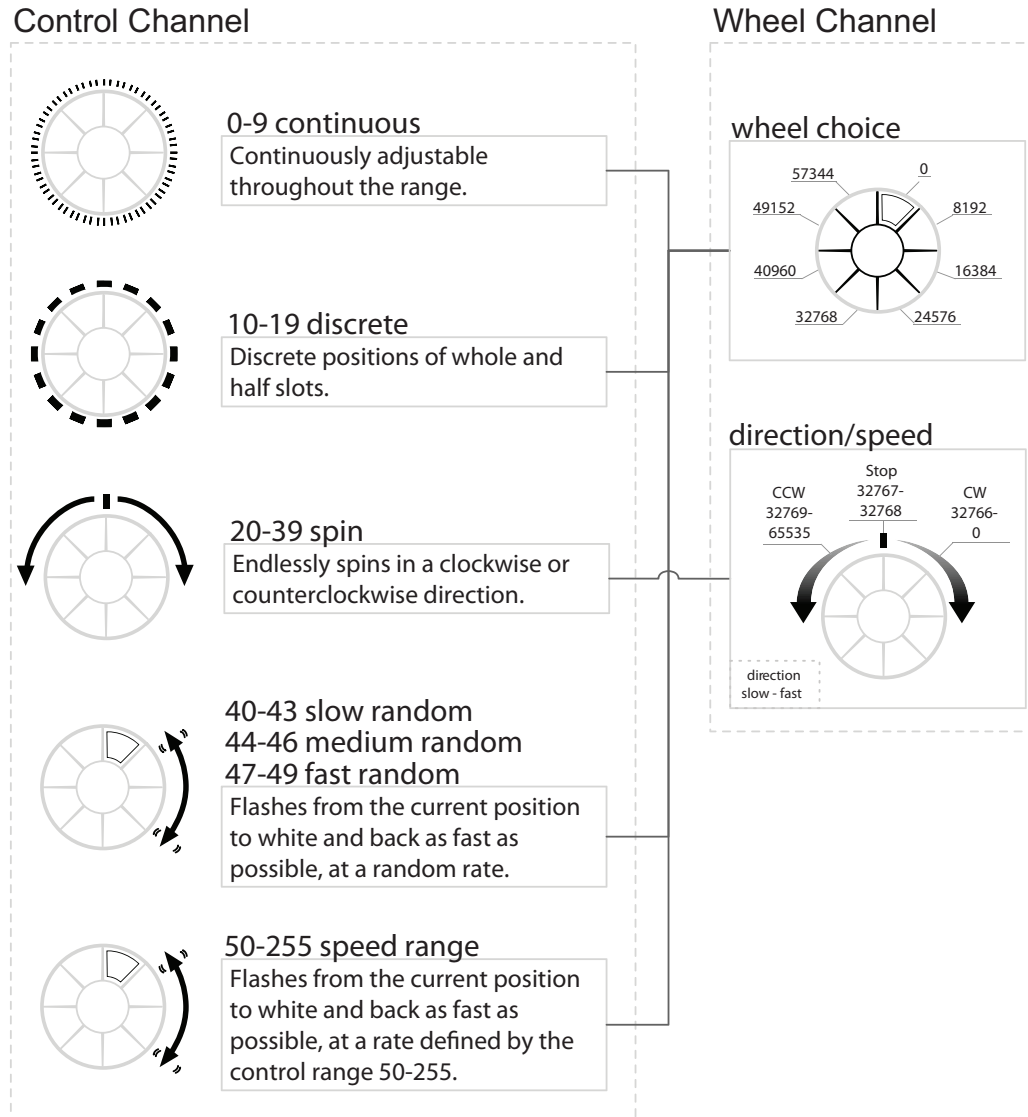 Control Channel
0-9 continuous
Continuously adjustable
throughout the range.
10-19 discrete
Discrete positions of whole and
half slots.
20-39 spin
Endlessly spins in a clockwise or
counterclockwise direction.
40-43 slow random
44-46 medium random
47-49 fast random
Flashes from the current position
to white and back as fast as
possible, at a random rate.
50-255 speed range
Flashes from the current position
to white and back as fast as
possible, at a rate defined by the
control range 50-255.
Wheel Channel
wheel choice
57344
0
49152
8192
40960
16384
32768
24576
direction/speed
CCW
32769-
65535
Stop
32767-
32768
CW
32766-
0
direction
slow - fast